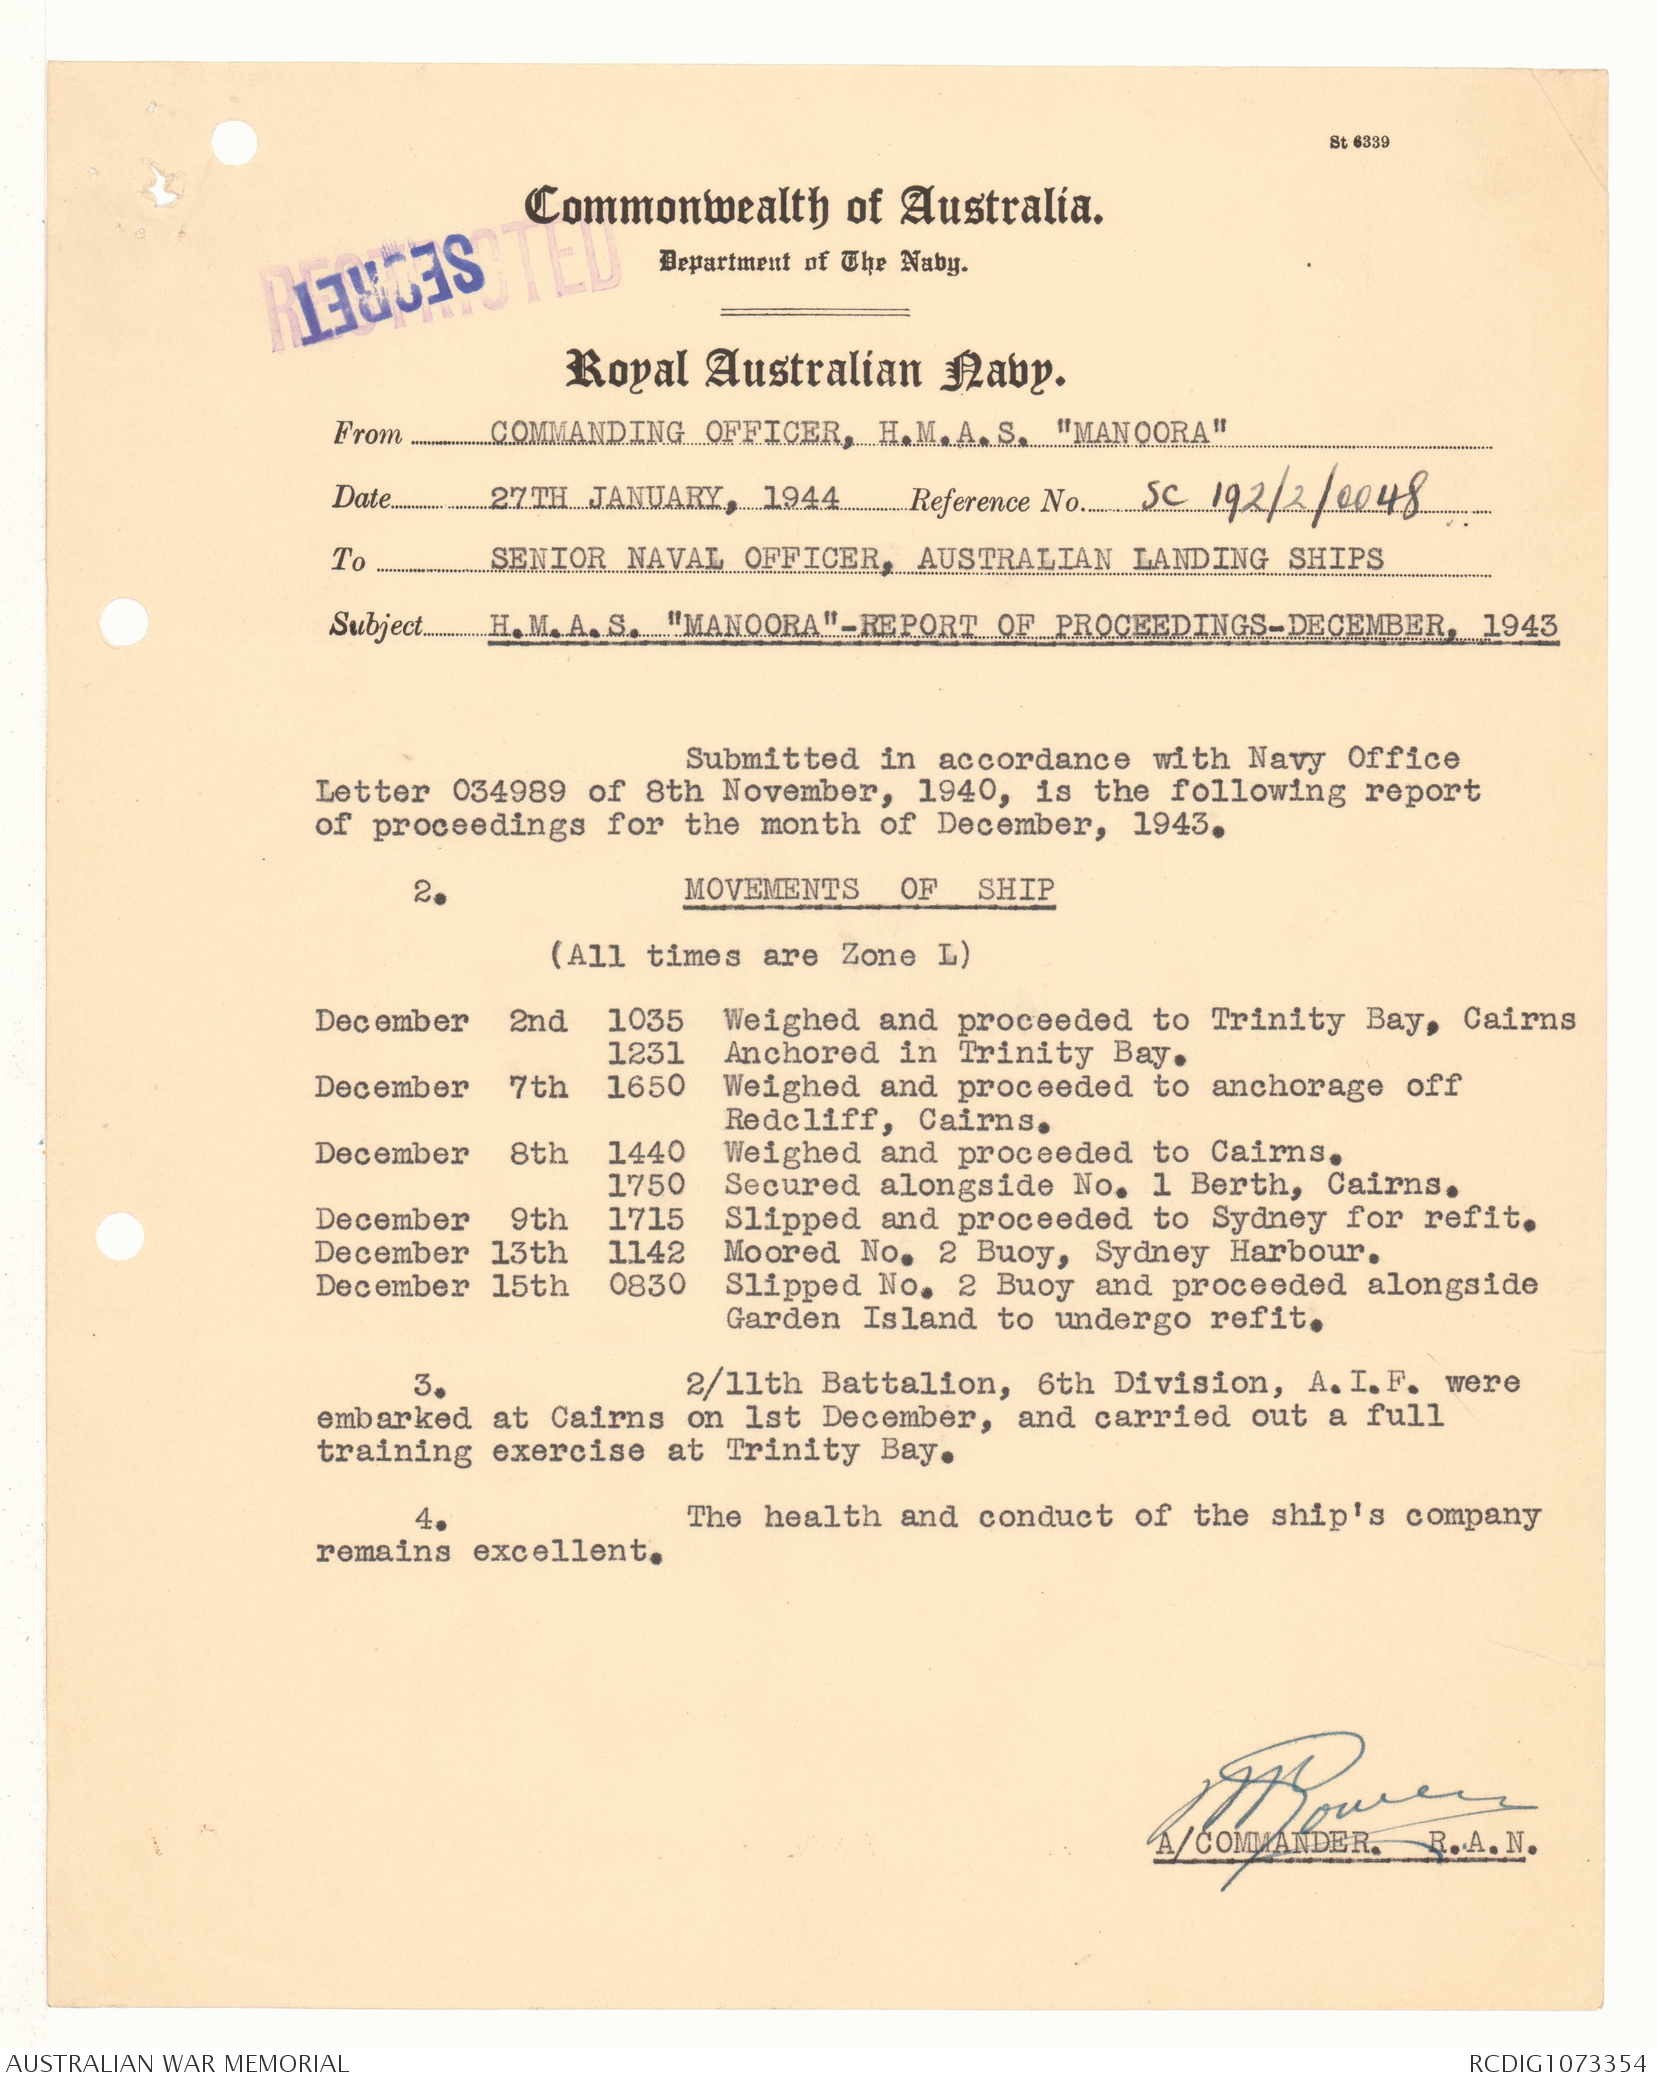 St 6339
Commonwealth of Australia.
Department of The Navy.
RESTRICTED
SECRET
Royal Australian Navy.
From COMMANDING OFFICER, H.M.A.S. "MANOORA"
Date 27TH JANUARY, 1944 Reference No. SC 192/2/0048
To SENIOR NAVAL OFFICER, AUSTRALIAN LANDING SHIPS
Subject H.M.A.S. "MANOORA"-REPORT OF PROCEEDINGS-DECEMBER, 1943
Submitted in accordance with Navy Office
Letter 034989 of 8th November, 1940, is the following report
of proceedings for the month of December, 1943.
2. MOVEMENTS OF SHIP
(All times are Zone L)
December 2nd 1035 Weighed and proceeded to Trinity Bay, Cairns
1231 Anchored in Trinity Bay.
December 7th 1650 Weighed and proceeded to anchorage off
Redcliff, Cairns.
December 8th 1440 Weighed and proceeded to Cairns.
1750 Secured alongside No. 1 Berth, Cairns.
December 9th 1715 Slipped and proceeded to Sydney for refit.
December 13th 1142 Moored No. 2 Buoy, Sydney Harbour.
December 15th 0830 Slipped No. 2 Buoy and proceeded alongside
Garden Island to undergo refit.
3. 2/11th Battalion, 6th Division, A.I.F. were
embarked at Cairns on 1st December, and carried out a full
training exercise at Trinity Bay.
4. The health and conduct of the ship's company
remains excellent.
A/COMMANDER. R.A.N.
AUSTRALIAN WAR MEMORIAL
RCDIG1073354